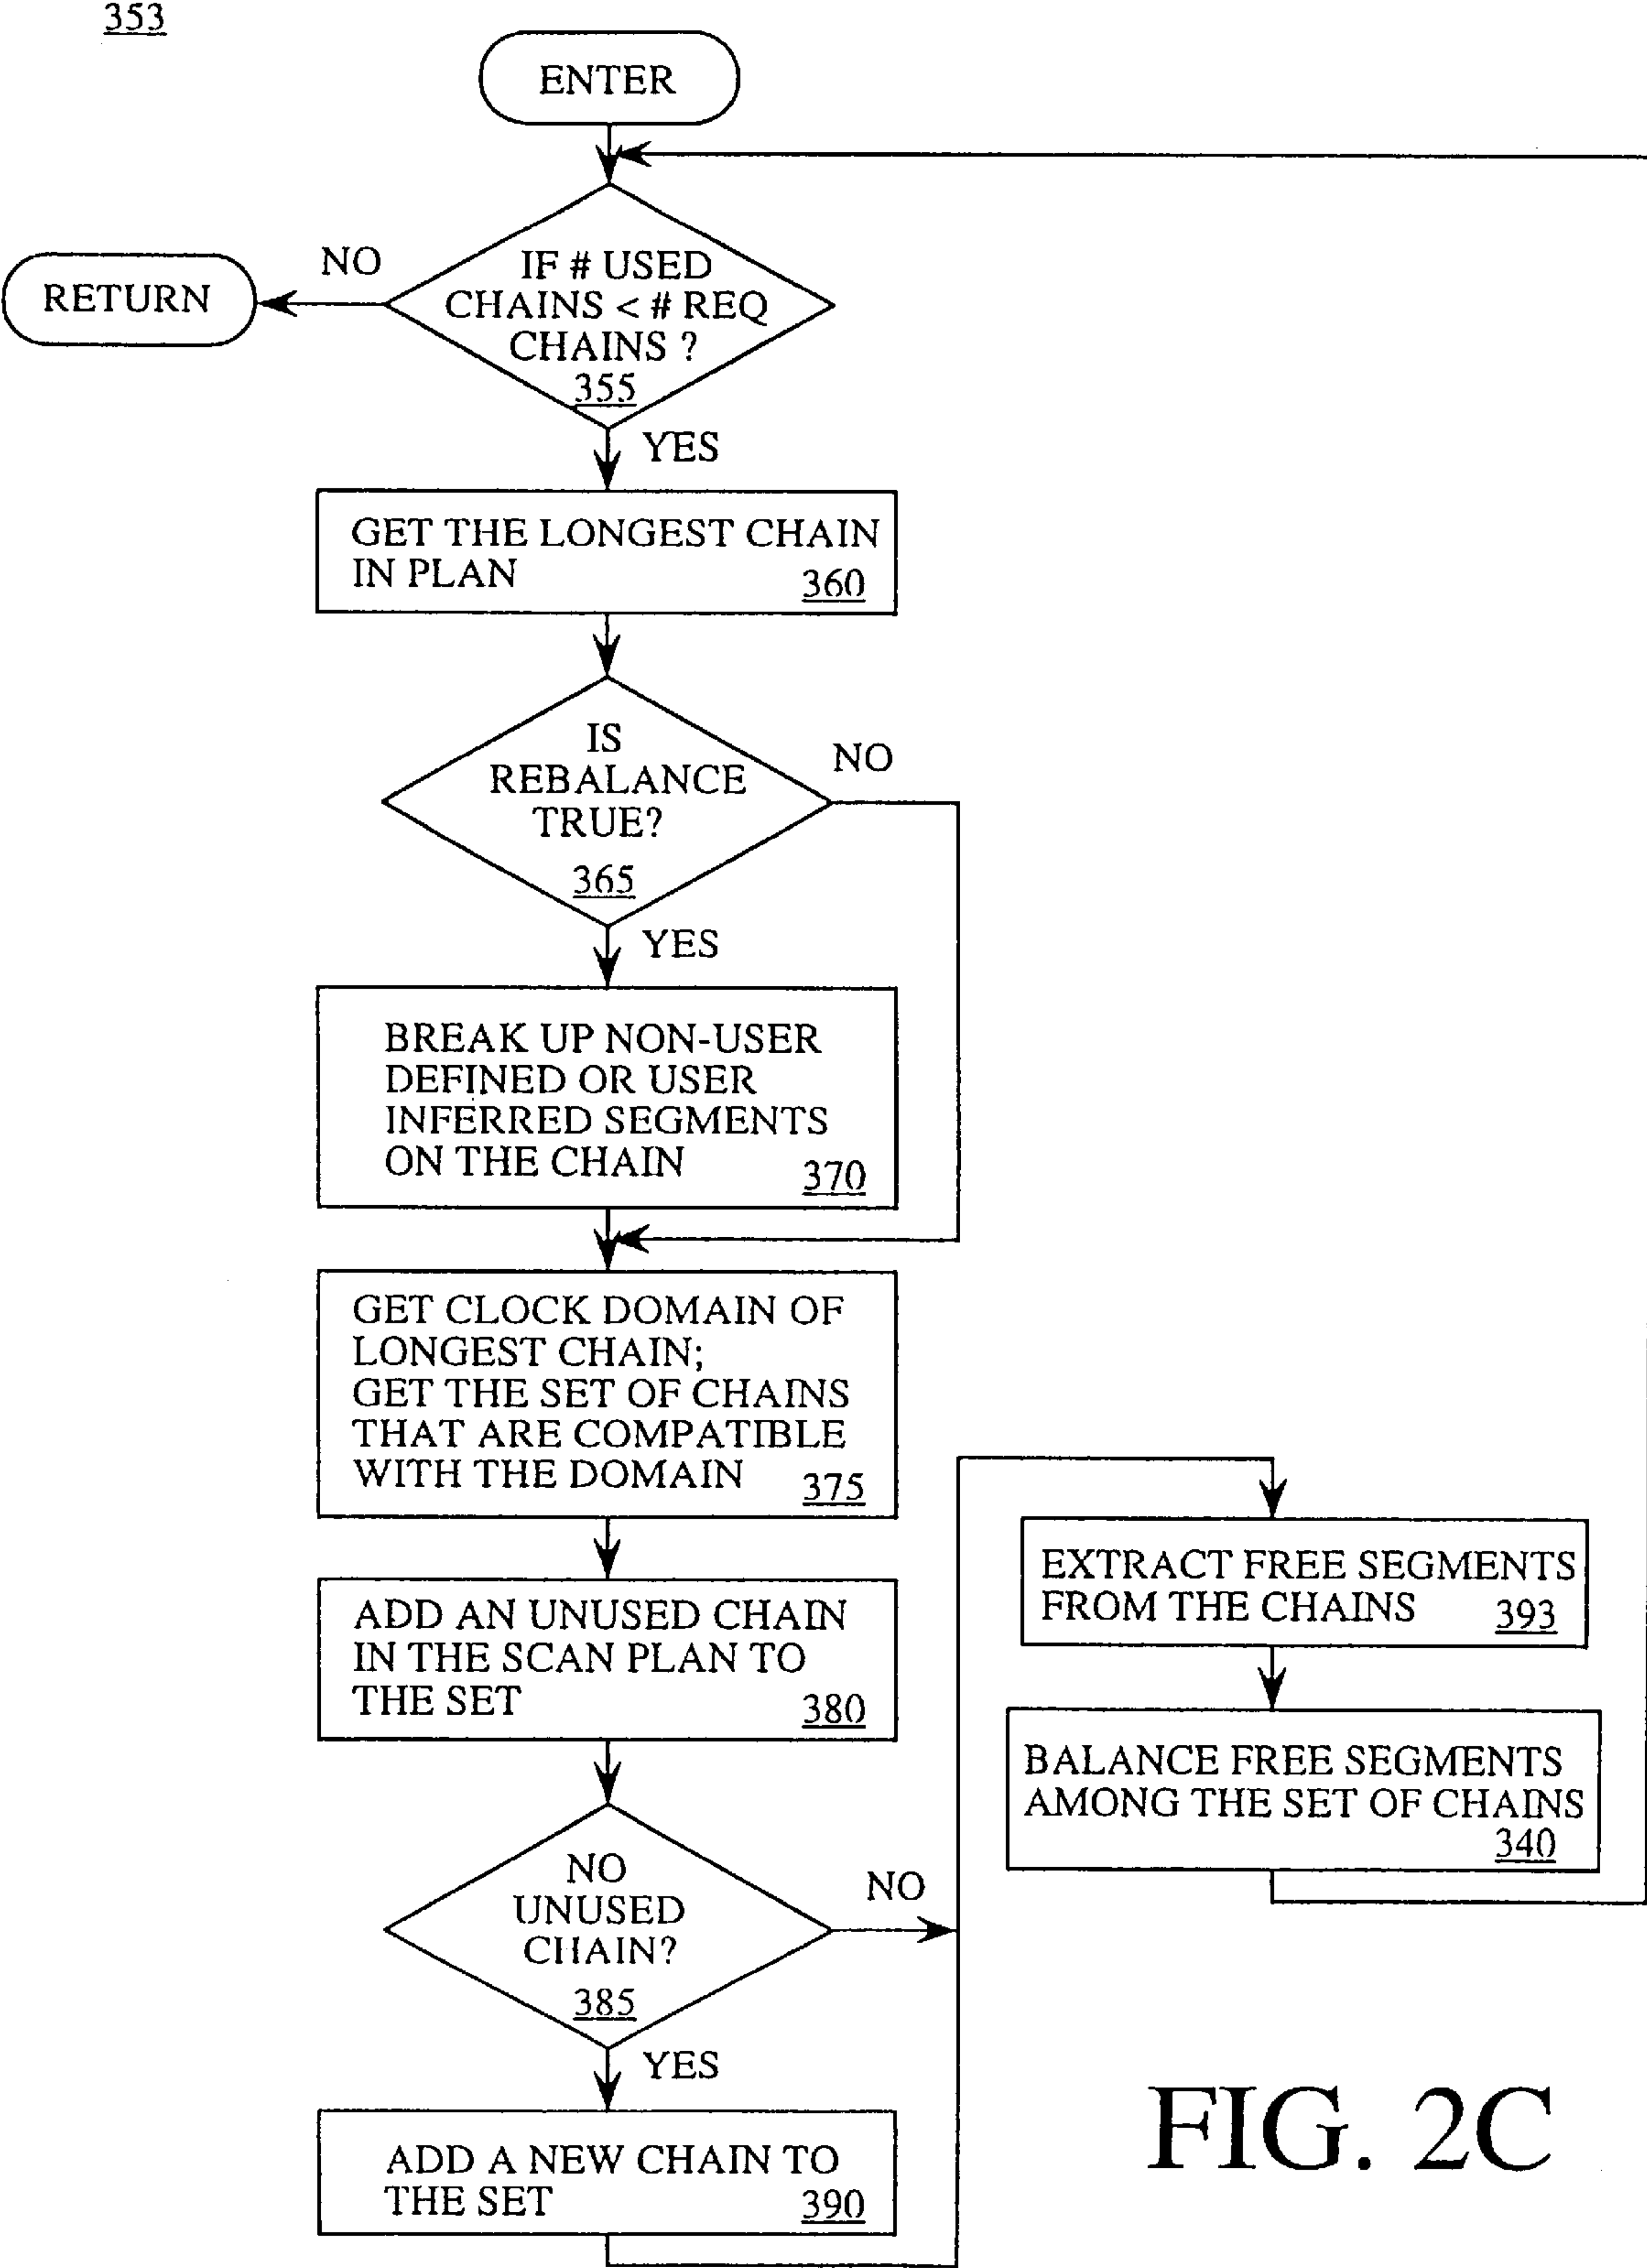 353
ENTER
IF # USED
CHAINS < # REQ
CHAINS ?
355
NO
RETURN
YES
GET THE LONGEST CHAIN
IN PLAN 360
IS
REBALANCE
TRUE?
365
NO
YES
BREAK UP NON-USER
DEFINED OR USER
INFERRED SEGMENTS
ON THE CHAIN 370
GET CLOCK DOMAIN OF
LONGEST CHAIN;
GET THE SET OF CHAINS
THAT ARE COMPATIBLE
WITH THE DOMAIN 375
ADD AN UNUSED CHAIN
IN THE SCAN PLAN TO
THE SET 380
NO
UNUSED
CHAIN?
385
NO
YES
ADD A NEW CHAIN TO
THE SET 390
EXTRACT FREE SEGMENTS
FROM THE CHAINS 393
BALANCE FREE SEGMENTS
AMONG THE SET OF CHAINS
340
FIG. 2C